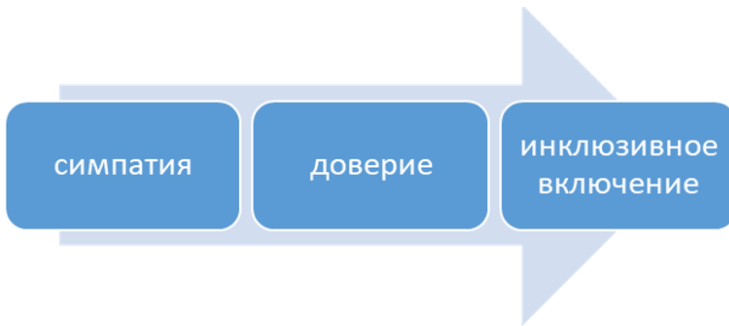 симпатия
доверие
инклюзивное
включение